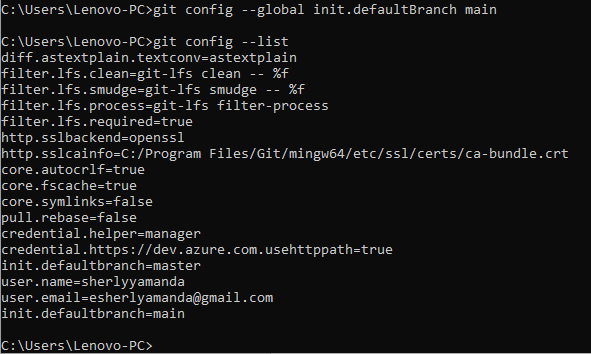 C:\Users\Lenovo-PC>git config --global init.defaultBranch main
C:\Users\Lenovo-PC>git config --list
diff.astextplain.textconv=astextplain
filter.lfs.clean=git-lfs clean -- %f
filter.lfs.smudge=git-lfs smudge -- %f
filter.lfs.process=git-lfs filter-process
filter.lfs.required=true
http.sslbackend=openssl
http.sslcainfo=C:/Program Files/Git/mingw64/etc/ssl/certs/ca-bundle.crt
core.autocrlf=true
core.fscache=true
core.symlinks=false
pull.rebase=false
credential.helper=manager
credential.https://dev.azure.com.usehttppath=true
init.defaultbranch=master
user.name=sherlyyamanda
user.email=esherlyamanda@gmail.com
init.defaultbranch=main
C:\Users\Lenovo-PC>